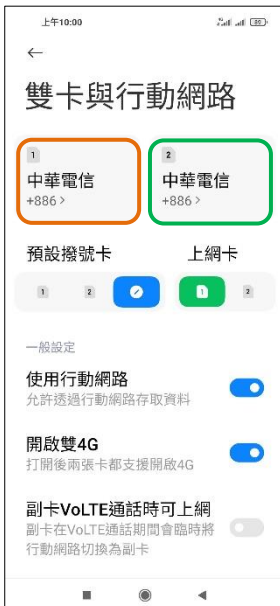 上午10:00
89
雙卡與行動網路
1
中華電信
+886 >
2
中華電信
+886 >
預設撥號卡
上網卡
1
2
1
2
一般設定
使用行動網路
允許透過行動網路存取資料
開啟雙4G
打開後兩張卡都支援開啟4G
副卡VoLTE通話時可上網
副卡在VoLTE通話期間會臨時將
行動網路切換為副卡